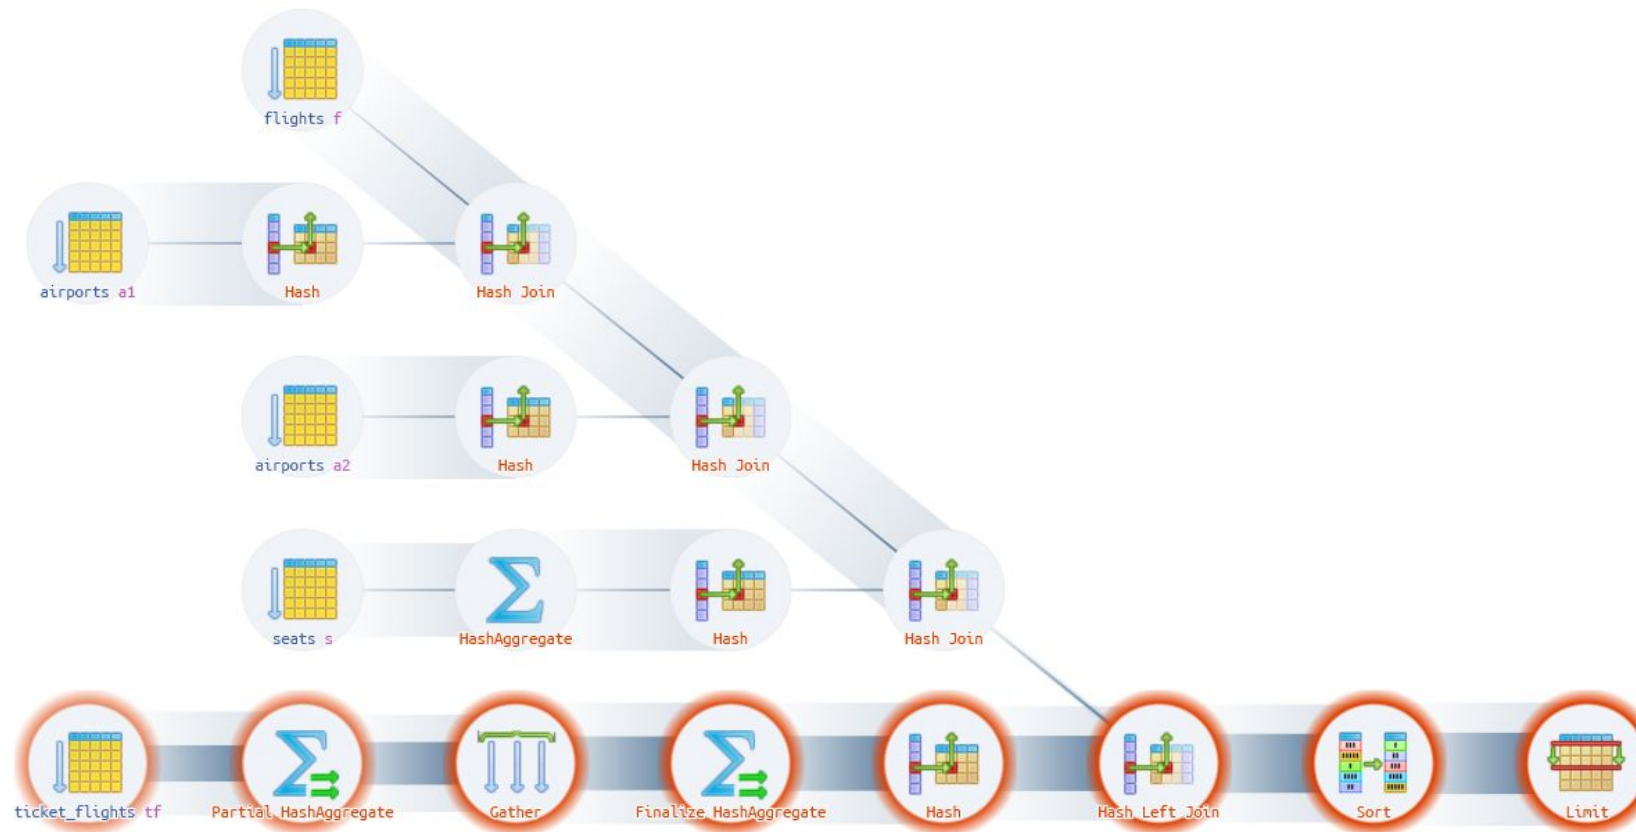 flights f
airports a1
Hash
Hash Join
airports a2
Hash
Hash Join
seats s
HashAggregate
Hash
Hash Join
ticket_flights tf
Partial HashAggregate
Gather
Finalize HashAggregate
Hash
Hash Left Join
Sort
Limit